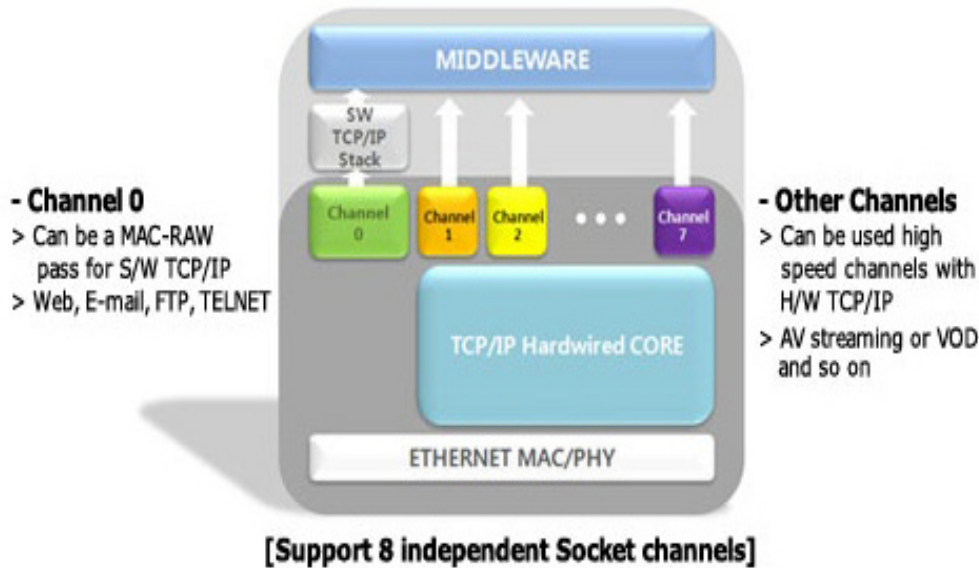 MIDDLEWARE
SW
TCP/IP
Stack
- Channel 0
> Can be a MAC-RAW
pass for S/W TCP/IP
> Web, E-mail, FTP, TELNET
Channel
0
Channel
1
Channel
2
Channel
7
- Other Channels
> Can be used high
speed channels with
H/W TCP/IP
> AV streaming or VOD
and so on
TCP/IP Hardwired CORE
ETHERNET MAC/PHY
[Support 8 independent Socket channels]